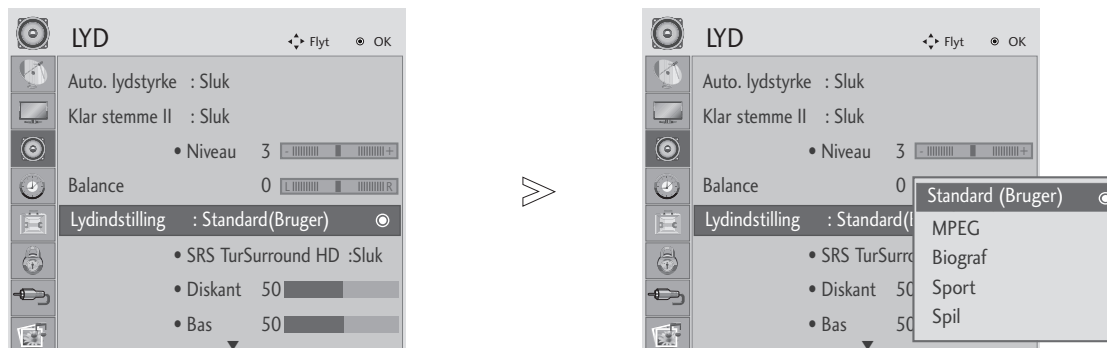 LYD Flyt OK
Auto. lydstyrke : Sluk
Klar stemme II : Sluk
• Niveau 3 - +
Balance 0 L R
Lydindstilling : Standard(Bruger)
• SRS TurSurround HD :Sluk
• Diskant 50
• Bas 50
>
LYD Flyt OK
Auto. lydstyrke : Sluk
Klar stemme II : Sluk
• Niveau 3 - +
Balance 0
Lydindstilling : Standard(
• SRS TurSurro
• Diskant 50
• Bas 50
Standard (Bruger)
MPEG
Biograf
Sport
Spil